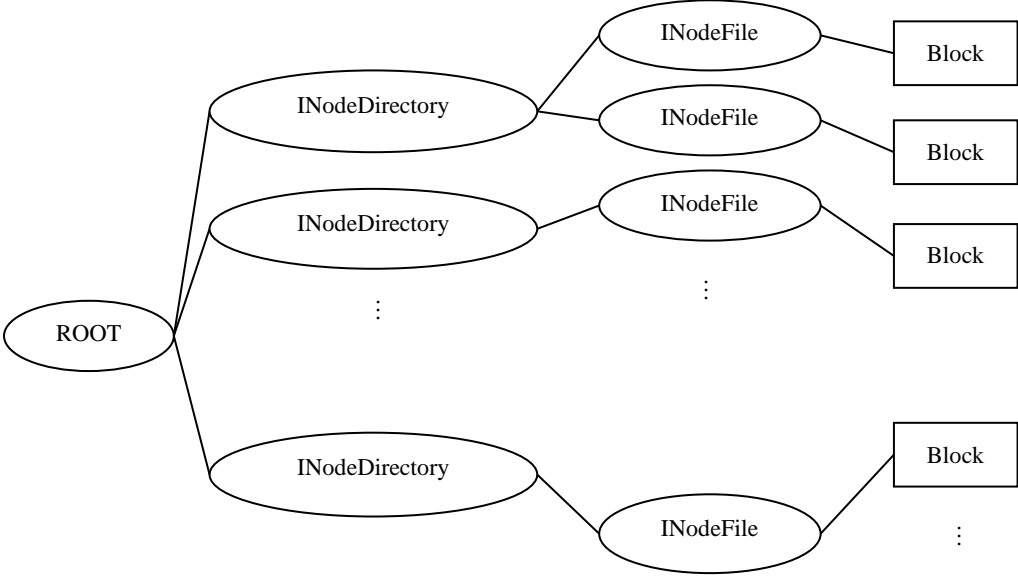 INodeFile
Block
INodeDirectory
INodeFile
Block
INodeDirectory
INodeFile
Block
⋮
⋮
ROOT
Block
INodeDirectory
INodeFile
⋮